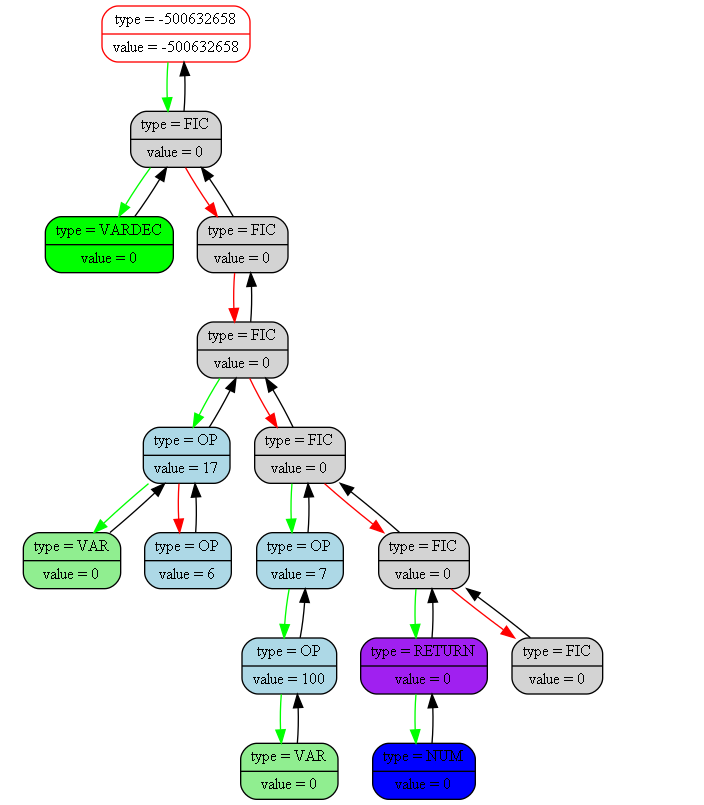 type = -500632658
value = -500632658
type = FIC
value = 0
type = VARDEC
value = 0
type = FIC
value = 0
type = FIC
value = 0
type = OP
value = 17
type = FIC
value = 0
type = VAR
value = 0
type = OP
value = 6
type = OP
value = 7
type = FIC
value = 0
type = OP
value = 100
type = RETURN
value = 0
type = FIC
value = 0
type = VAR
value = 0
type = NUM
value = 0